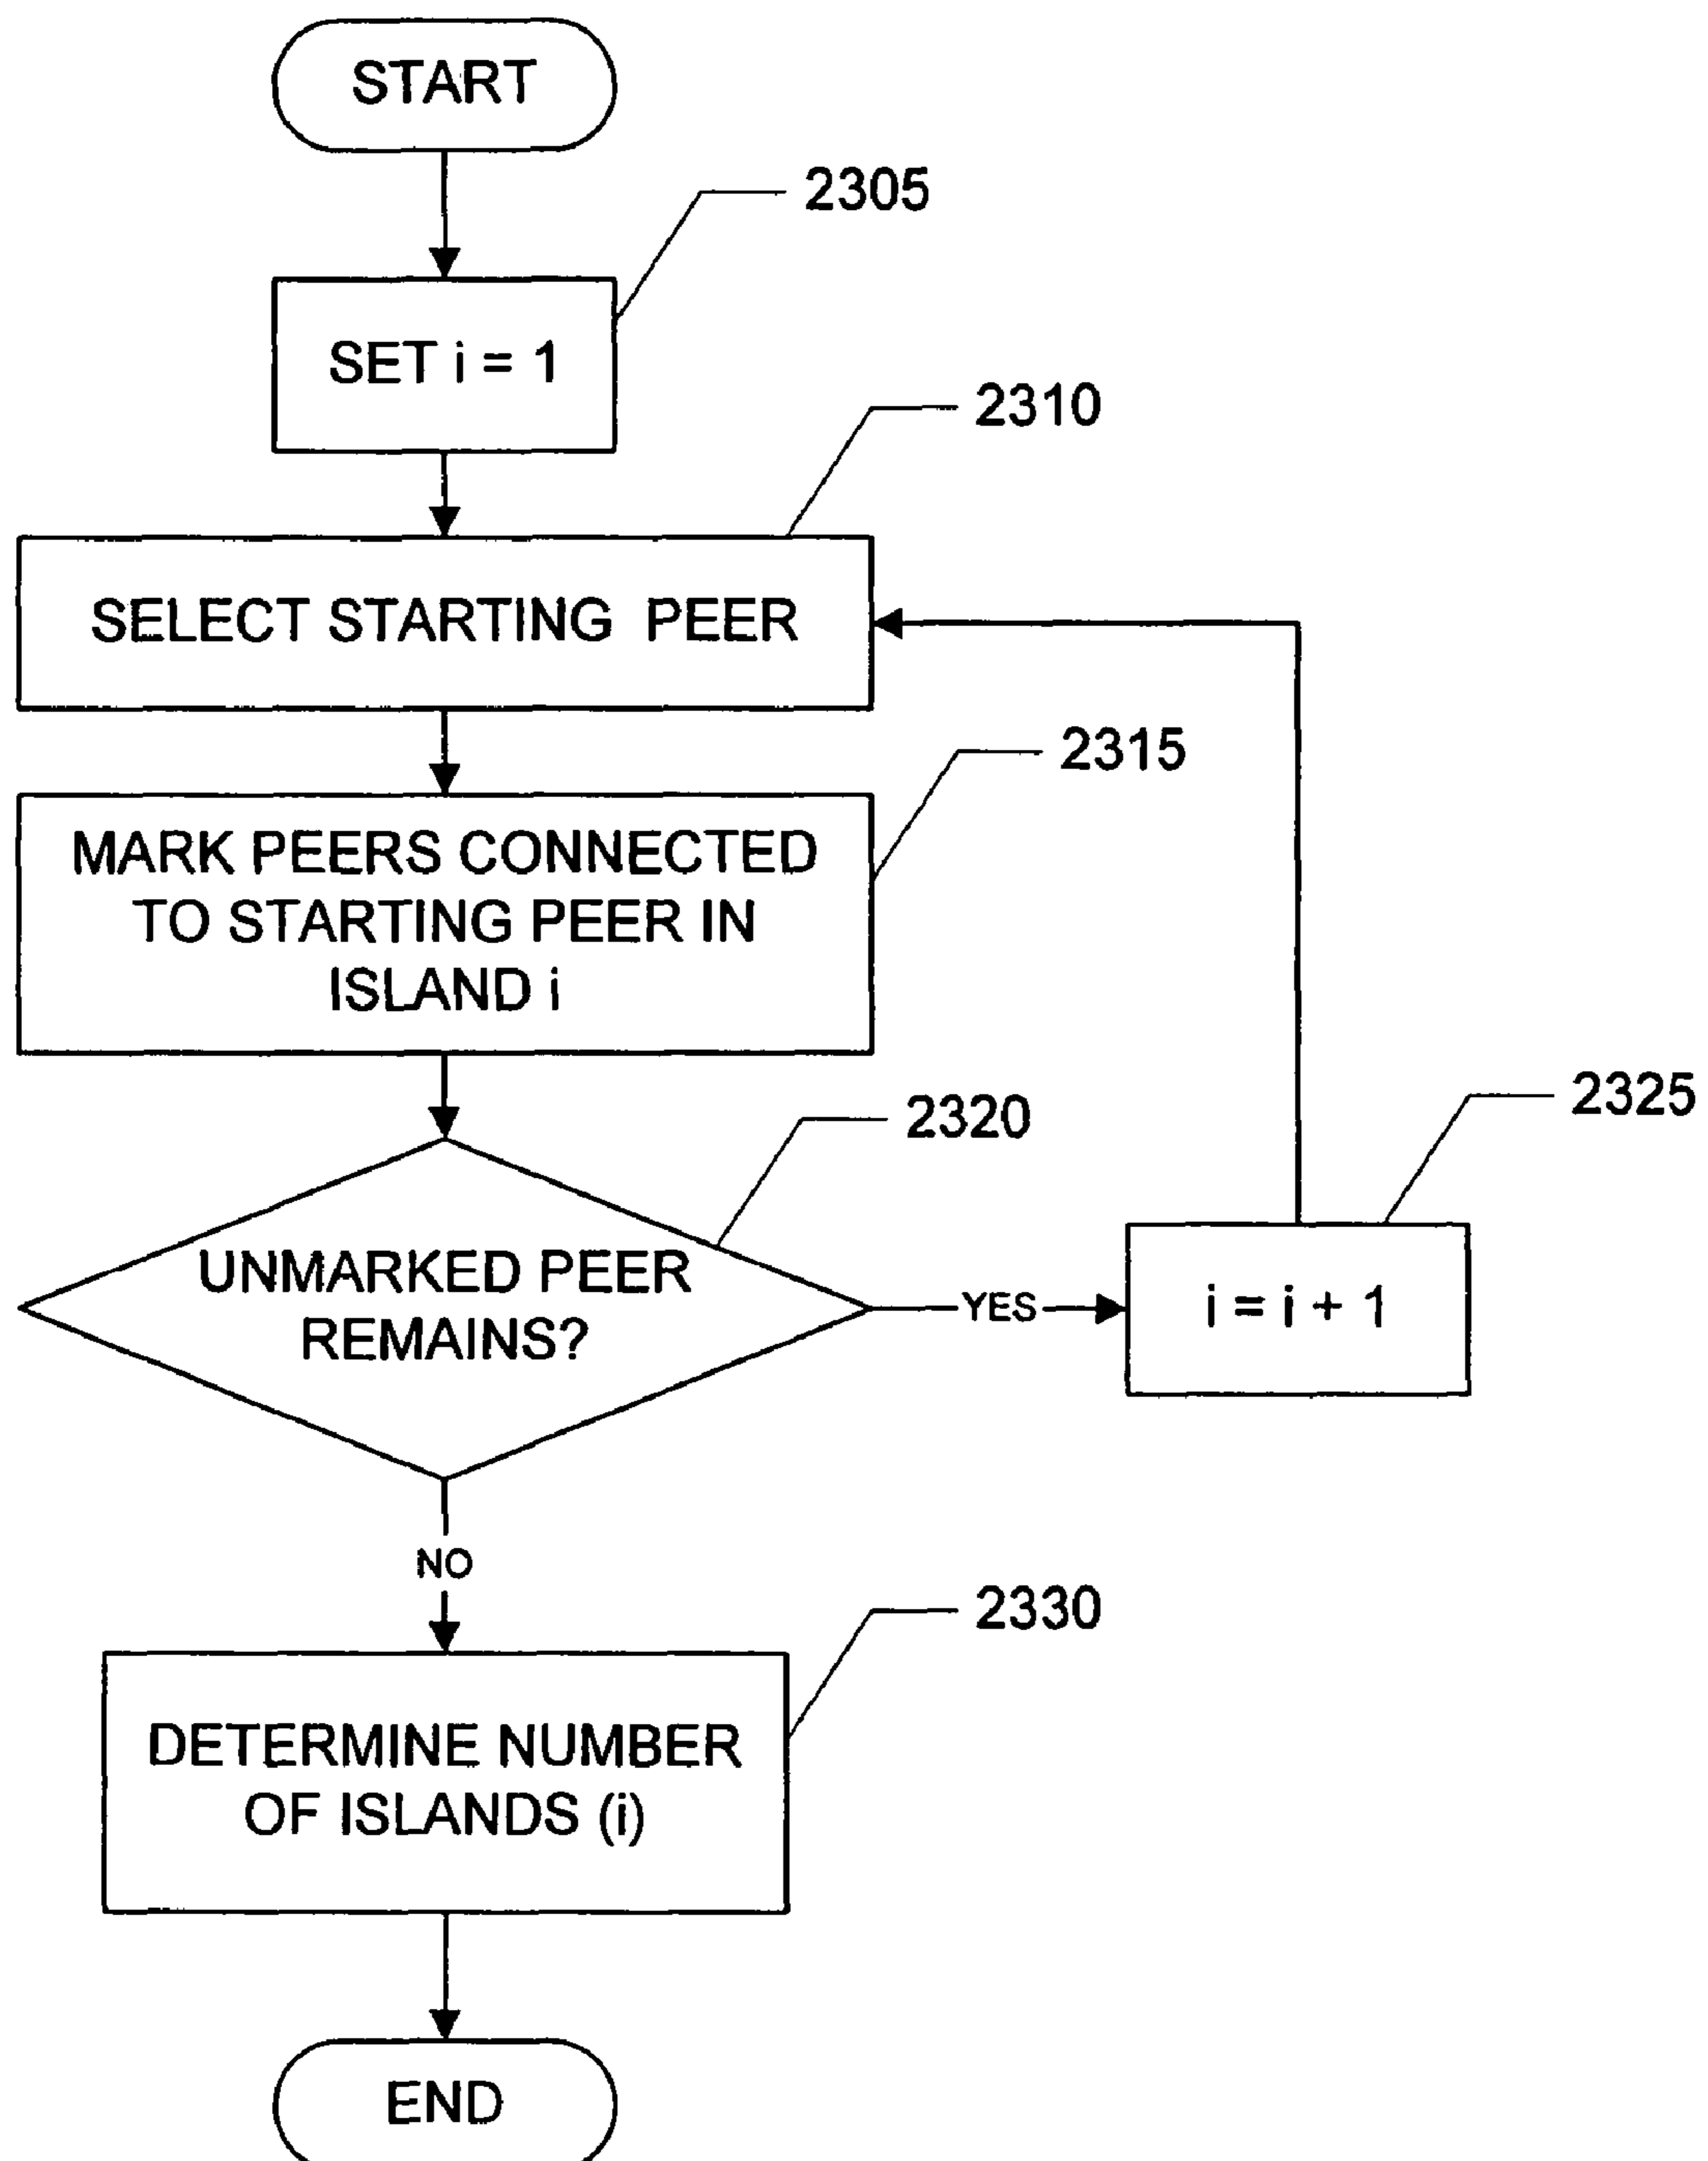 START
2305
SET i = 1
2310
SELECT STARTING PEER
2315
MARK PEERS CONNECTED
TO STARTING PEER IN
ISLAND i
2320
2325
UNMARKED PEER
REMAINS?
YES
i = i + 1
NO
2330
DETERMINE NUMBER
OF ISLANDS (i)
END